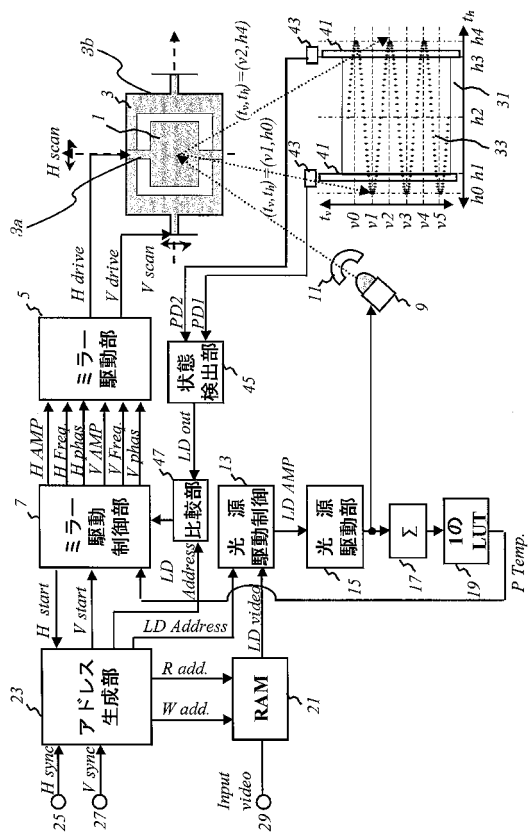 H sync
25
V sync
27
Input video
29
23
アドレス生成部
H start
V start
LD Address
LD Address
R add.
W add.
RAM
21
LD video
7
ミラー駆動制御部
H AMP
H Freq.
H phas
V AMP
V Freq.
V phas
5
ミラー駆動部
H drive
V drive
V scan
H scan
3a
3
1
3b
47
比較部
LD out
状態検出部
45
PD2
PD1
13
光源駆動制御
LD AMP
光源駆動部
15
Σ
17
1のLUT
19
P Temp.
11
9
(tv,th)=(v1,h0)
(tv,th)=(v2,h4)
43
41
43
41
tv
v0
v1
v2
v3
v4
v5
h0
h1
h2
h3
h4
th
33
31